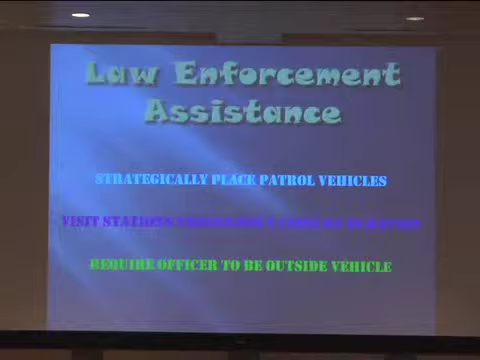 Law Enforcement
Assistance
STRATEGICALLY PLACE PATROL VEHICLES
VISIT STATIONS
REQUIRE OFFICER TO BE OUTSIDE VEHICLE